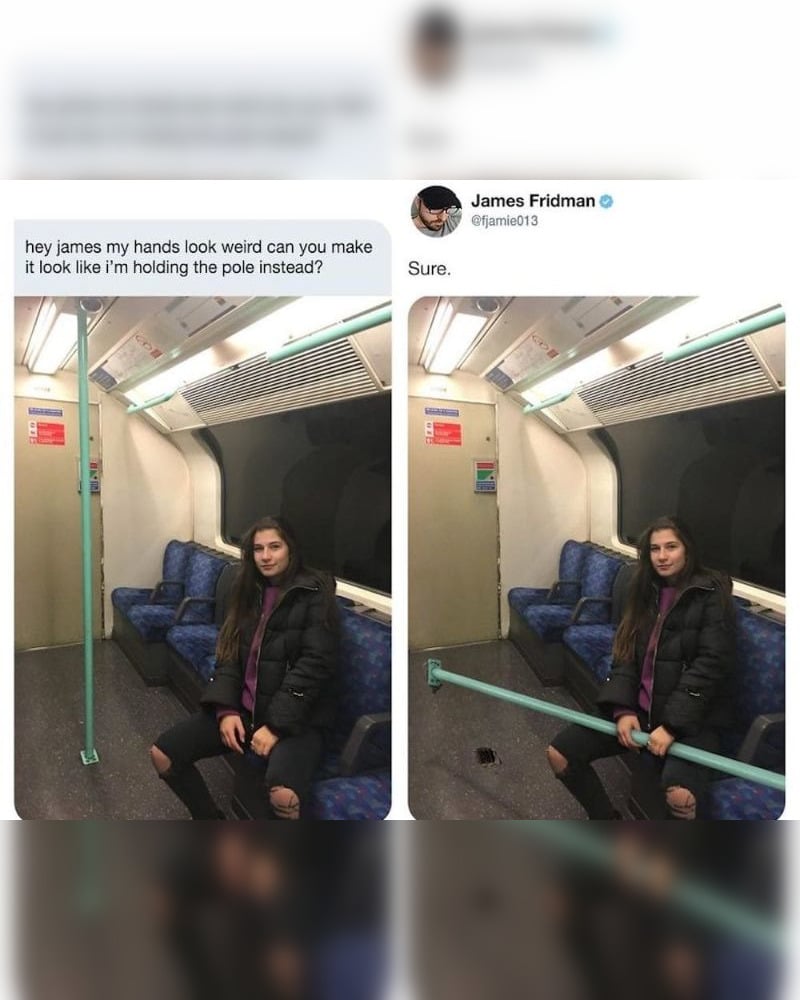 hey james my hands look weird can you make
it look like i'm holding the pole instead?
James Fridman
@fjamie013
Sure.